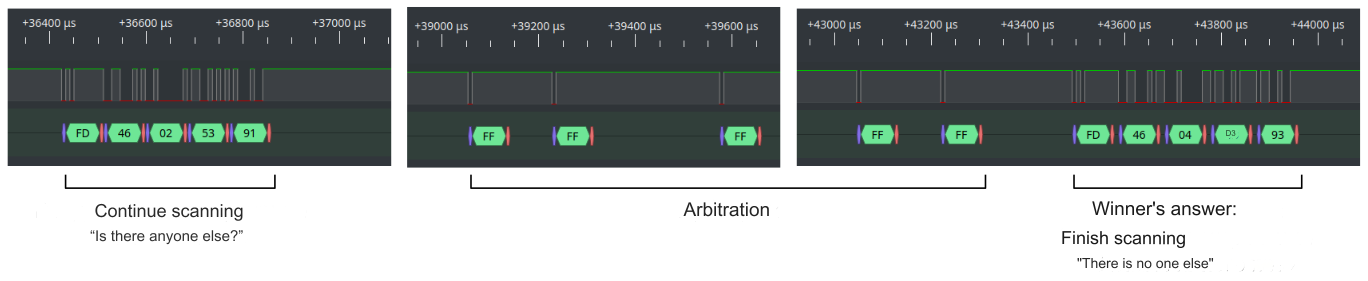 +36400 µs +36600 µs +36800 µs +37000 µs
FD 46 02 53 91
+39000 µs +39200 µs +39400 µs +39600 µs
FF FF FF
+43000 µs +43200 µs +43400 µs +43600 µs +43800 µs +44000 µs
FF FF FD 46 04 D3 93
Continue scanning
“Is there anyone else?”
Arbitration
Winner's answer:
Finish scanning
"There is no one else"